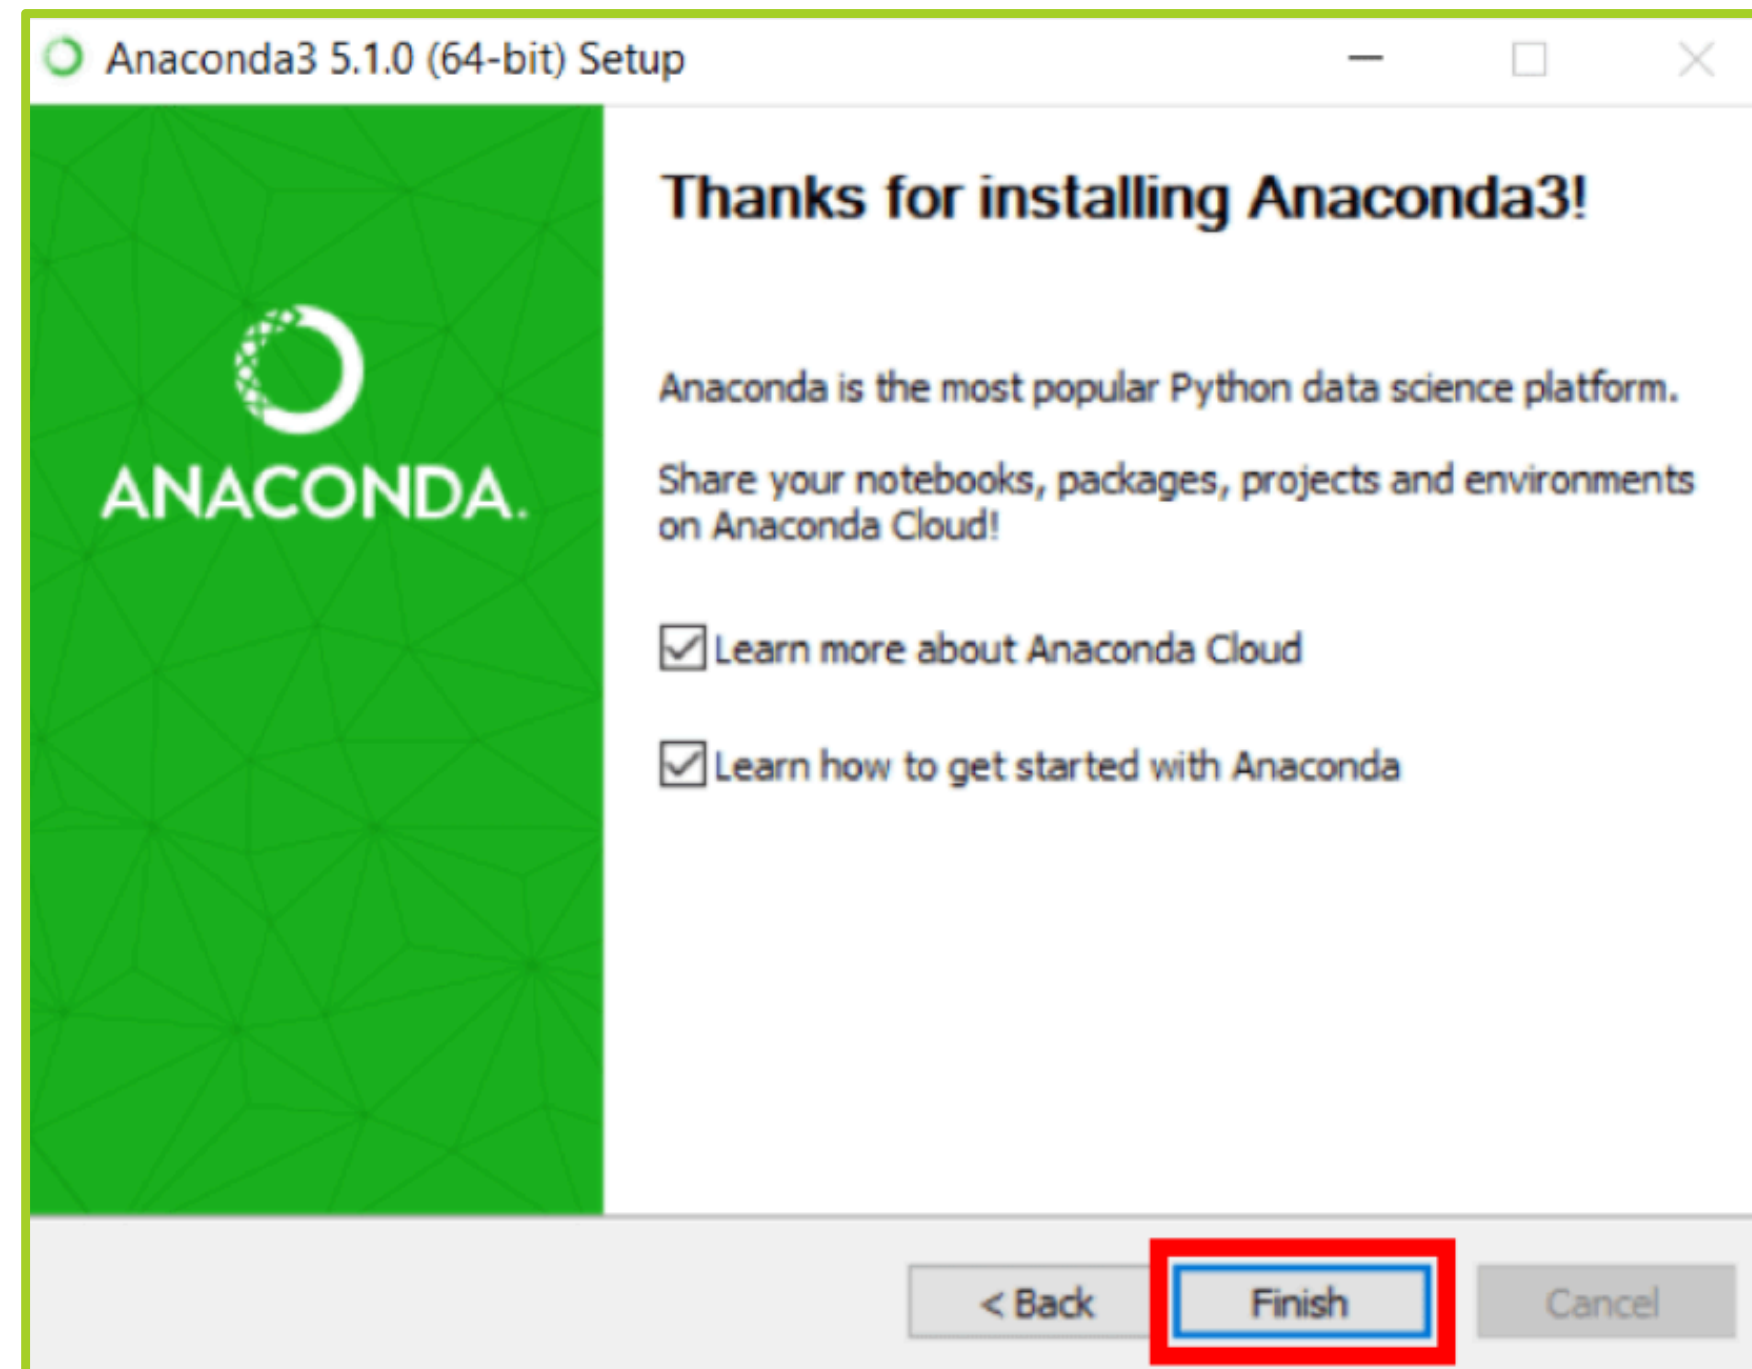 Anaconda3 5.1.0 (64-bit) Setup
ANACONDA.
Thanks for installing Anaconda3!
Anaconda is the most popular Python data science platform.
Share your notebooks, packages, projects and environments
on Anaconda Cloud!
Learn more about Anaconda Cloud
Learn how to get started with Anaconda
< Back
Finish
Cancel